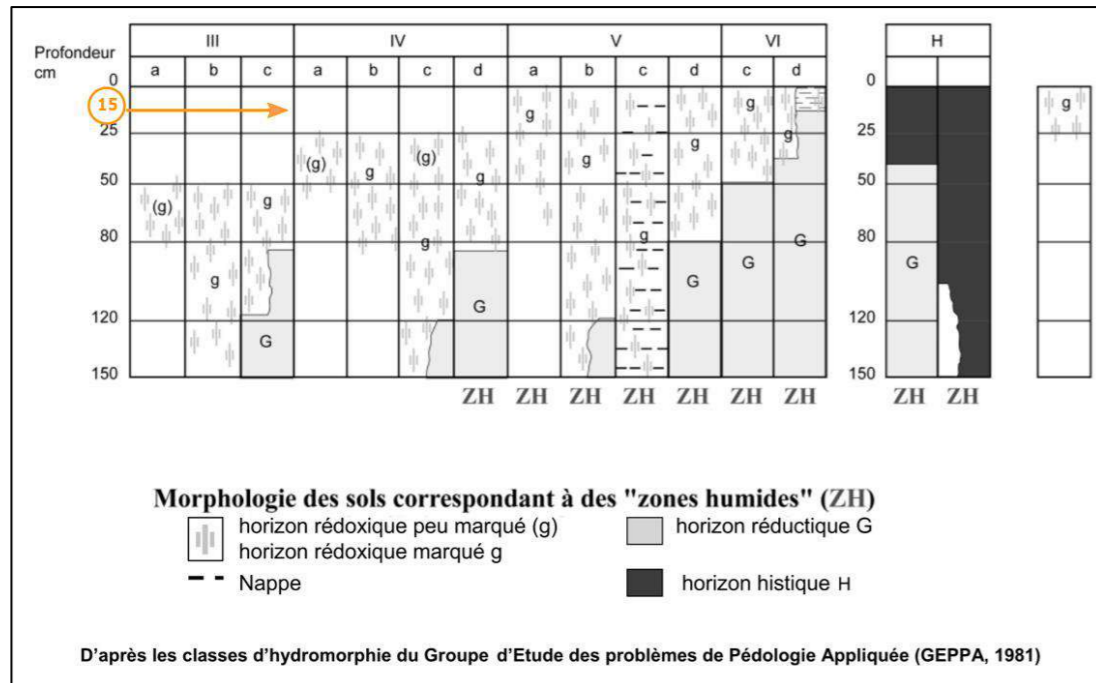 III IV V VI H
Profondeur
cm
a b c a b c d a b c d c d
0 0
15
25 25
50 50
80 80
120 120
150 150
(g) g g G (g) g (g) g g G g g g g G g G g G G g
ZH ZH ZH ZH ZH ZH ZH ZH ZH
Morphologie des sols correspondant à des "zones humides" (ZH)
horizon rédoxique peu marqué (g)
horizon rédoxique marqué g
Nappe
horizon réductique G
horizon histique H
D'après les classes d'hydromorphie du Groupe d'Etude des problèmes de Pédologie Appliquée (GEPPA, 1981)